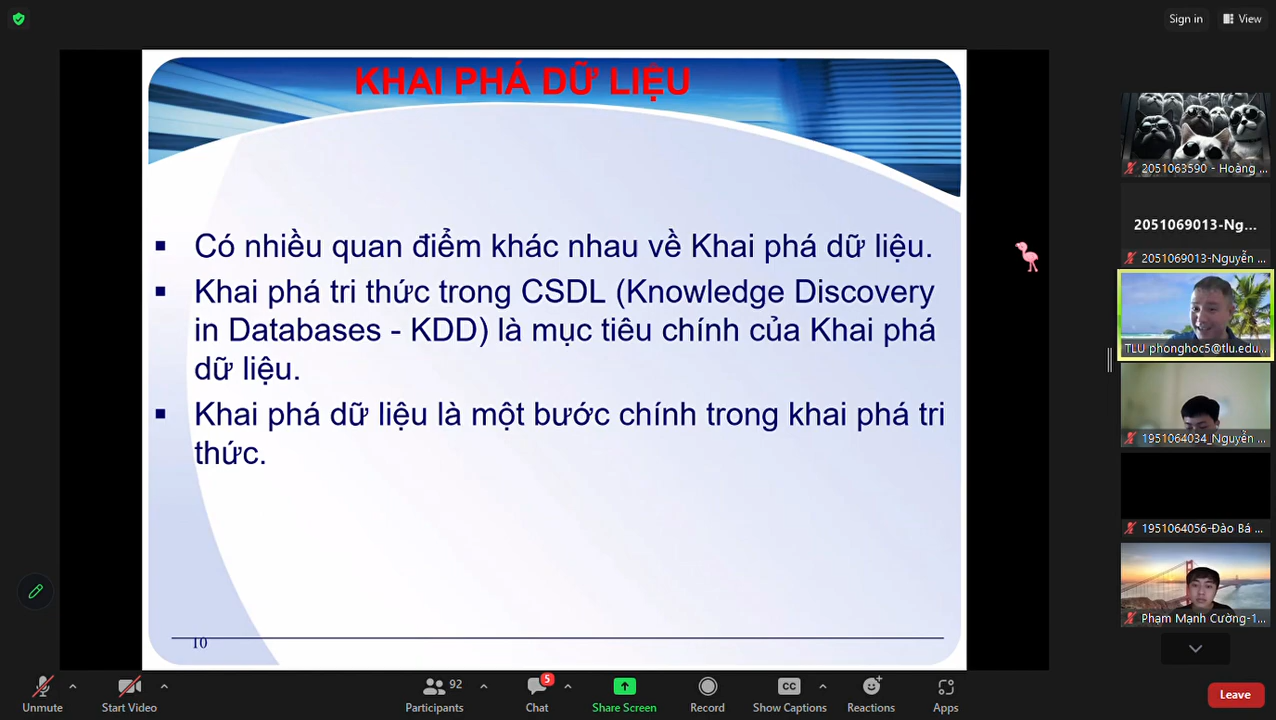 Sign in
View
KHAI PHÁ DỮ LIỆU
▪ Có nhiều quan điểm khác nhau về Khai phá dữ liệu.
▪ Khai phá tri thức trong CSDL (Knowledge Discovery
in Databases - KDD) là mục tiêu chính của Khai phá
dữ liệu.
▪ Khai phá dữ liệu là một bước chính trong khai phá tri
thức.
10
2051063590 - Hoàng ...
2051069013-Ng...
2051069013-Nguyễn ...
TLU phonghoc5@tlu.edu...
1951064034_Nguyễn ...
1951064056-Đào Bá ...
Phạm Mạnh Cường-1...
Unmute
Start Video
92
Participants
5
Chat
Share Screen
Record
CC
Show Captions
Reactions
Apps
Leave